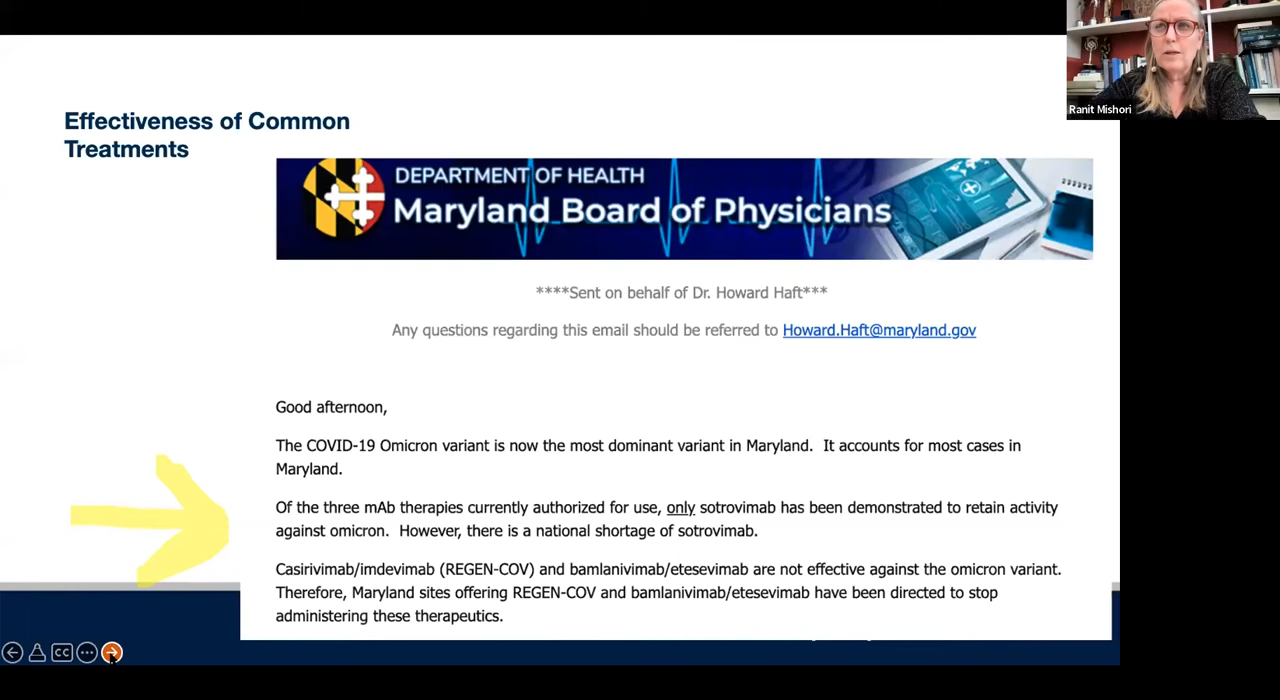 Ranit Mishori
Effectiveness of Common
Treatments
DEPARTMENT OF HEALTH
Maryland Board of Physicians
****Sent on behalf of Dr. Howard Haft***
Any questions regarding this email should be referred to Howard.Haft@maryland.gov
Good afternoon,
The COVID-19 Omicron variant is now the most dominant variant in Maryland.  It accounts for most cases in
Maryland.
Of the three mAb therapies currently authorized for use, only sotrovimab has been demonstrated to retain activity
against omicron.  However, there is a national shortage of sotrovimab.
Casirivimab/imdevimab (REGEN-COV) and bamlanivimab/etesevimab are not effective against the omicron variant.
Therefore, Maryland sites offering REGEN-COV and bamlanivimab/etesevimab have been directed to stop
administering these therapeutics.
CC